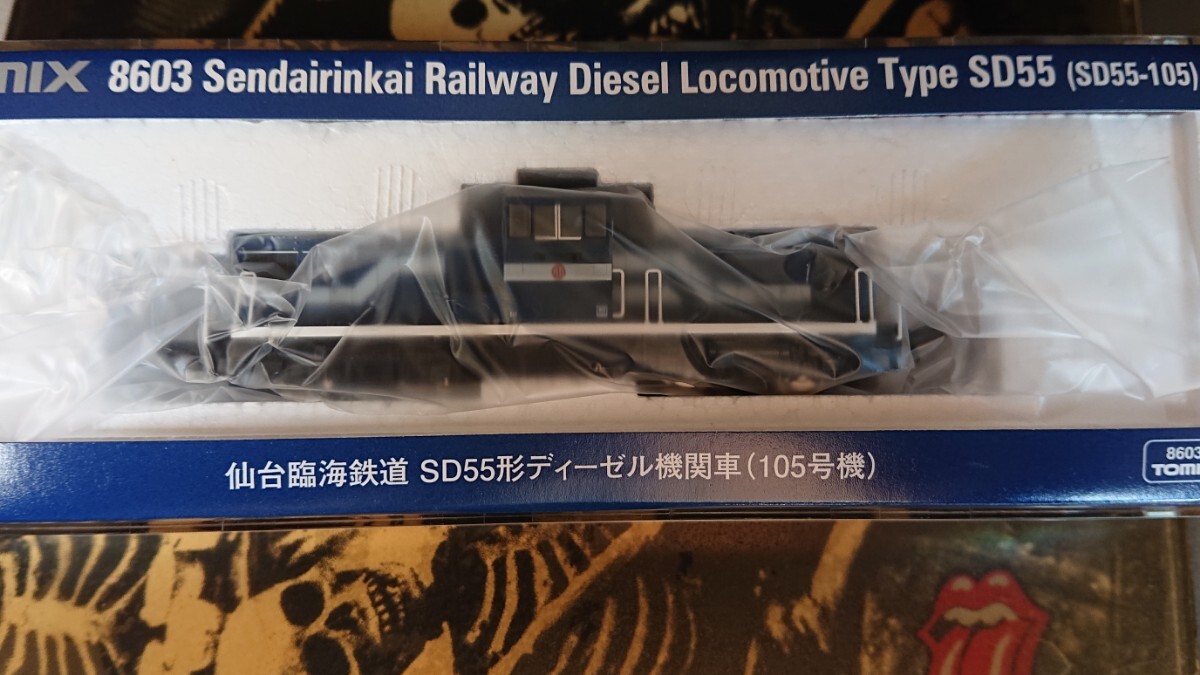 MIX 8603 Sendairinkai Railway Diesel Locomotive Type SD55 (SD55-105)
仙台臨海鉄道 SD55形ディーゼル機関車(105号機)
8603
TOMI